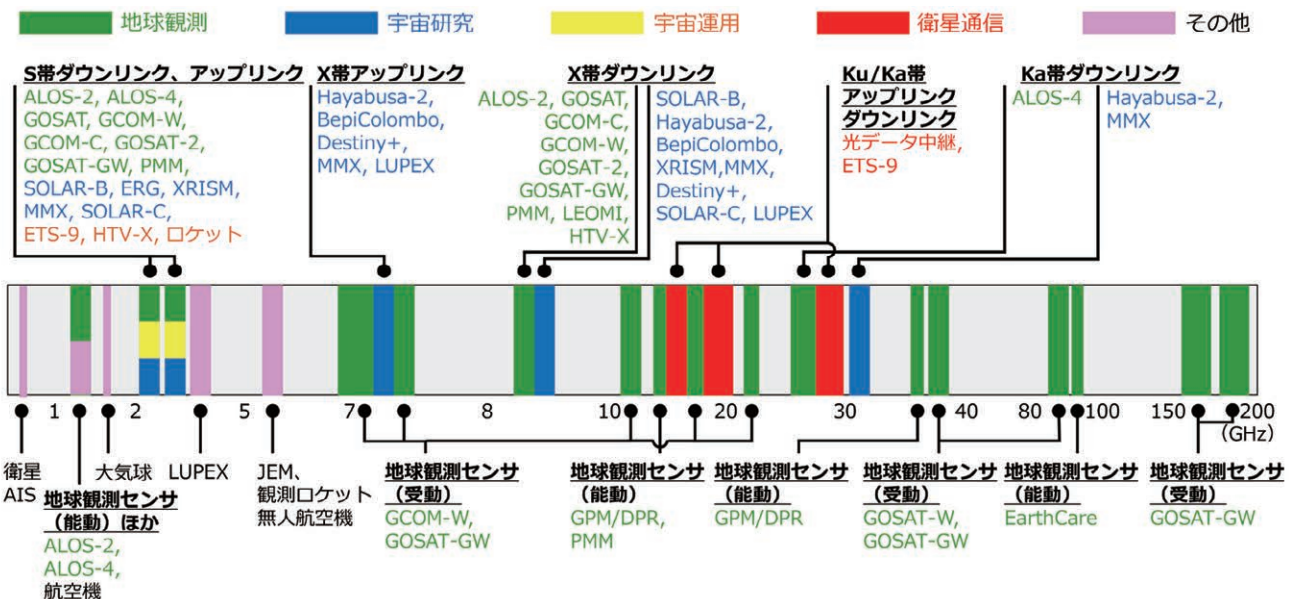 地球観測
宇宙研究
宇宙運用
衛星通信
その他
S帯ダウンリンク、アップリンク
ALOS-2, ALOS-4,
GOSAT, GCOM-W,
GCOM-C, GOSAT-2,
GOSAT-GW, PMM,
SOLAR-B, ERG, XRISM,
MMX, SOLAR-C,
ETS-9, HTV-X, ロケット
X帯アップリンク
Hayabusa-2,
BepiColombo,
Destiny+,
MMX, LUPEX
X帯ダウンリンク
ALOS-2, GOSAT,
GCOM-C,
GCOM-W,
GOSAT-2,
GOSAT-GW,
PMM, LEOMI,
HTV-X
SOLAR-B,
Hayabusa-2,
BepiColombo,
XRISM,MMX,
Destiny+,
SOLAR-C, LUPEX
Ku/Ka帯
アップリンク
ダウンリンク
光データ中継,
ETS-9
Ka帯ダウンリンク
ALOS-4
Hayabusa-2,
MMX
1 2 5 7 8 10 20 30 40 80 100 150 200
(GHz)
衛星
AIS
地球観測センサ
（能動）ほか
ALOS-2,
ALOS-4,
航空機
大気球
LUPEX
JEM、
観測ロケット
無人航空機
地球観測センサ
（受動）
GCOM-W,
GOSAT-GW
地球観測センサ
（能動）
GPM/DPR,
PMM
地球観測センサ
（能動）
GPM/DPR
地球観測センサ
（受動）
GOSAT-W,
GOSAT-GW
地球観測センサ
（能動）
EarthCare
地球観測センサ
（受動）
GOSAT-GW